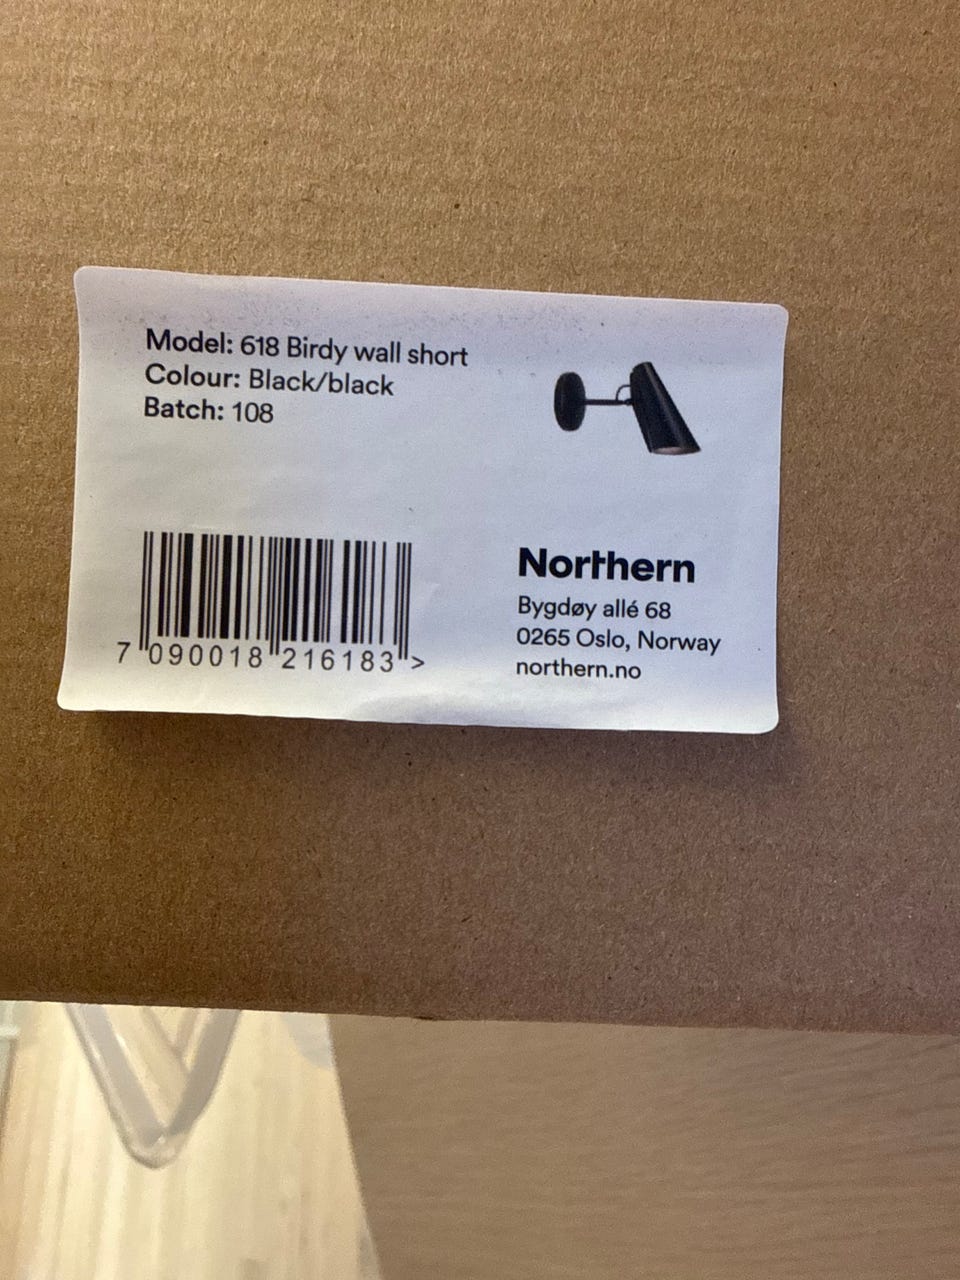 Model: 618 Birdy wall short
Colour: Black/black
Batch: 108
7 090018 216183 >
Northern
Bygdøy allé 68
0265 Oslo, Norway
northern.no